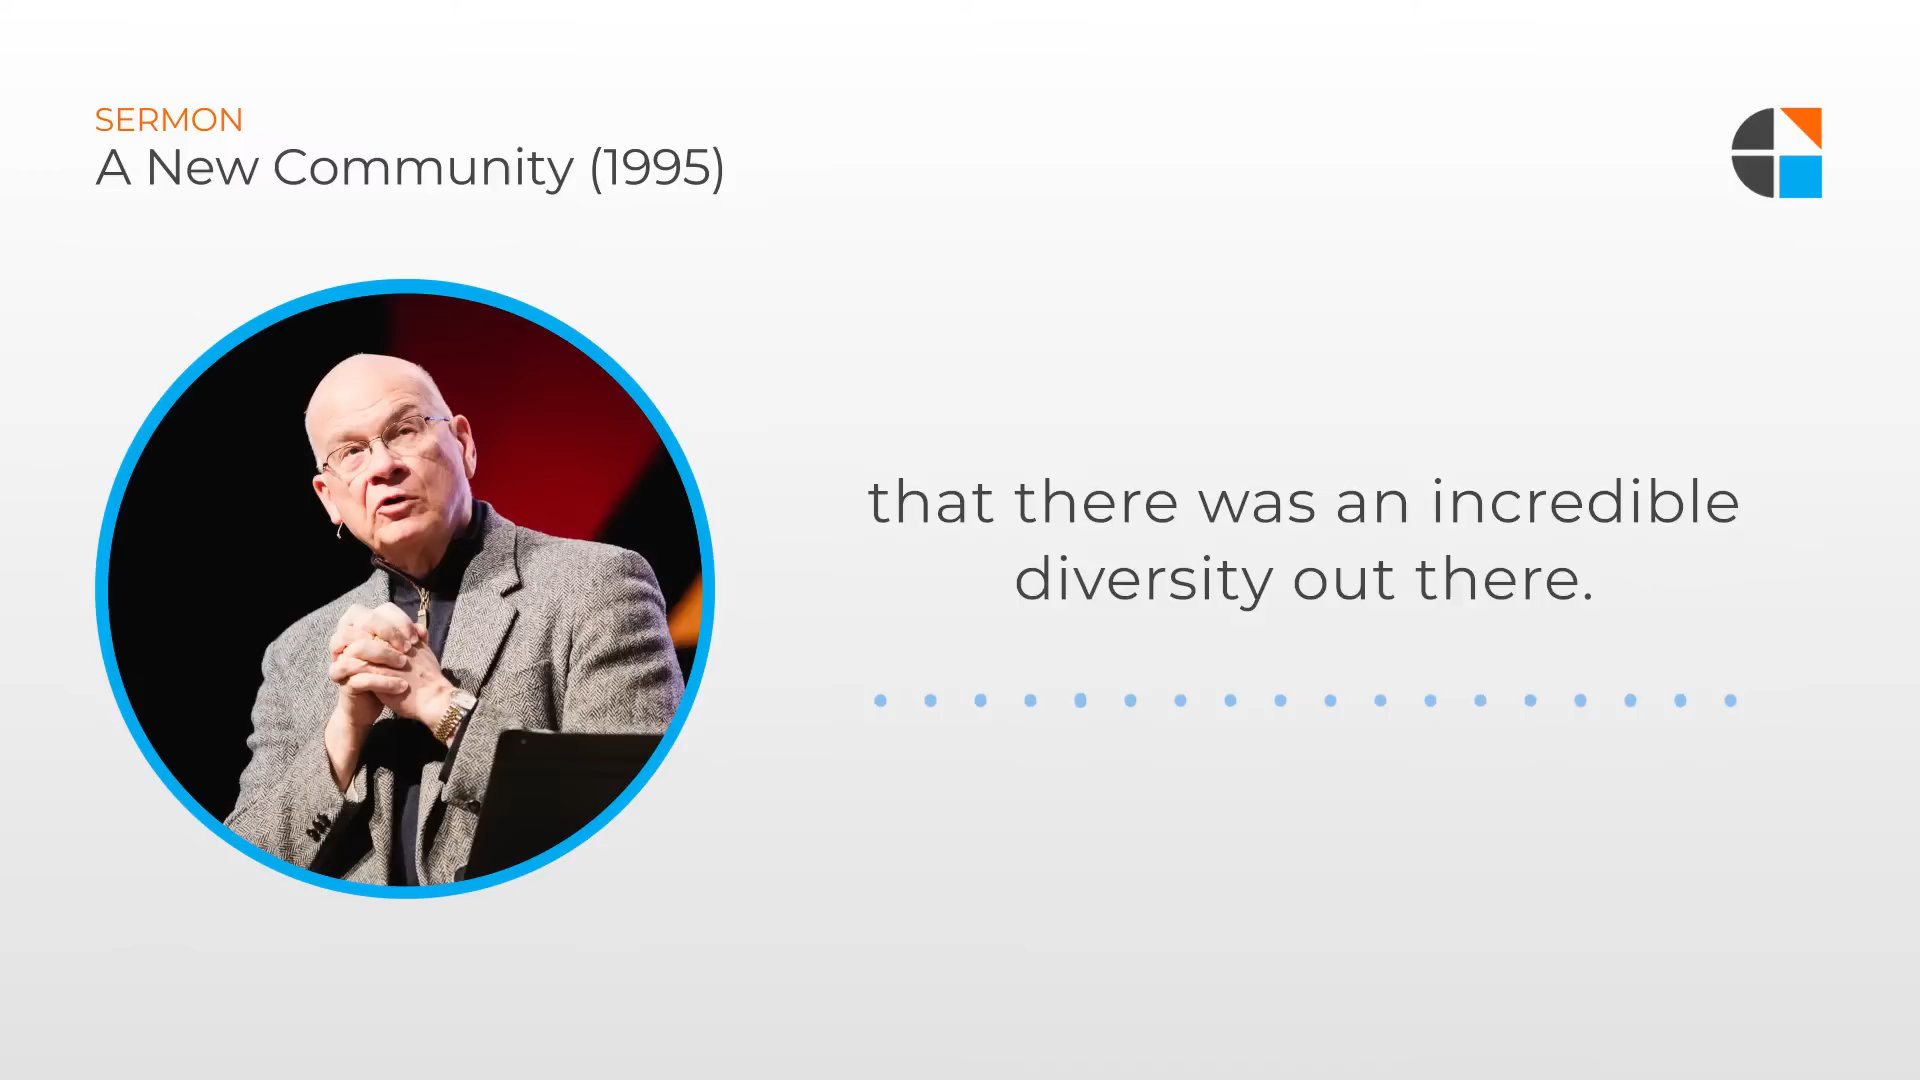 SERMON
A New Community (1995)
that there was an incredible
diversity out there.